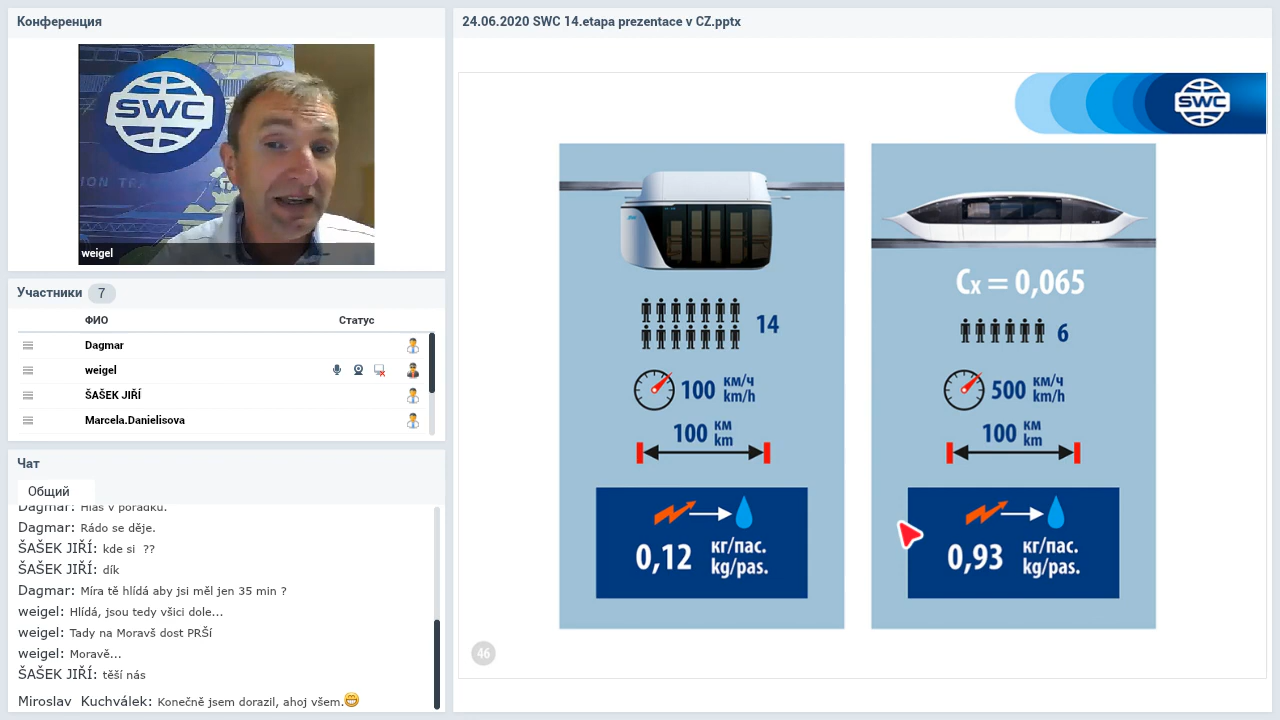 Конференция
SWC
ION TRA
weigel
Участники 7
ФИО Статус
Dagmar
weigel
ŠAŠEK JIŘÍ
Marcela.Danielisova
Чат
Общий
Dagmar: Hlas v pořádku.
Dagmar: Rádo se děje.
ŠAŠEK JIŘÍ: kde si ??
ŠAŠEK JIŘÍ: dík
Dagmar: Míra tě hlídá aby jsi měl jen 35 min ?
weigel: Hlídá, jsou tedy všici dole...
weigel: Tady na Moravš dost PRŠí
weigel: Moravě...
ŠAŠEK JIŘÍ: těší nás
Miroslav Kuchválek: Konečně jsem dorazil, ahoj všem.
24.06.2020 SWC 14.etapa prezentace v CZ.pptx
SWC
14
100 км/ч km/h
100 км km
0,12 кг/пас. kg/pas.
Cx = 0,065
6
500 км/ч km/h
100 км km
0,93 кг/пас. kg/pas.
46